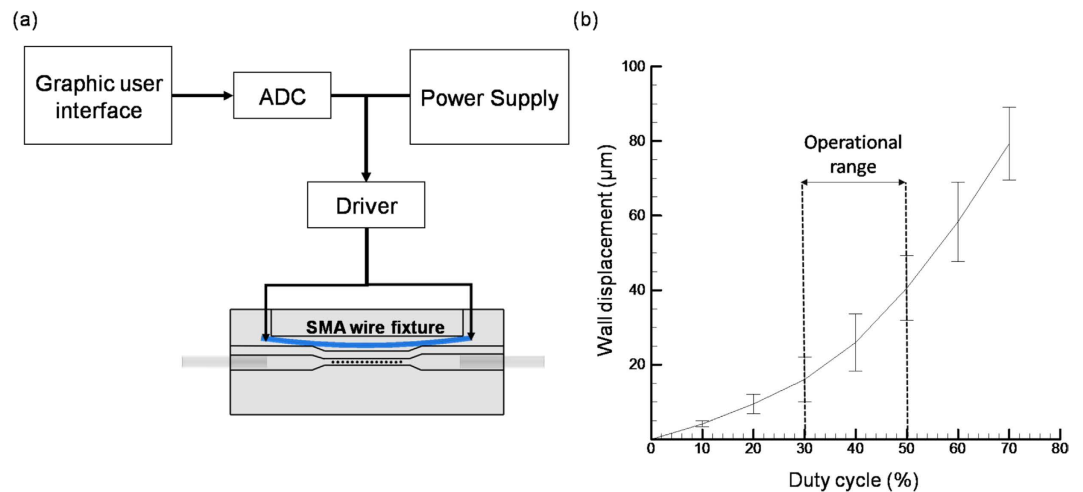 (a)
Graphic user
interface
ADC
Power Supply
Driver
SMA wire fixture
(b)
100
80
60
40
20
Wall displacement (µm)
Operational
range
0 10 20 30 40 50 60 70 80
Duty cycle (%)